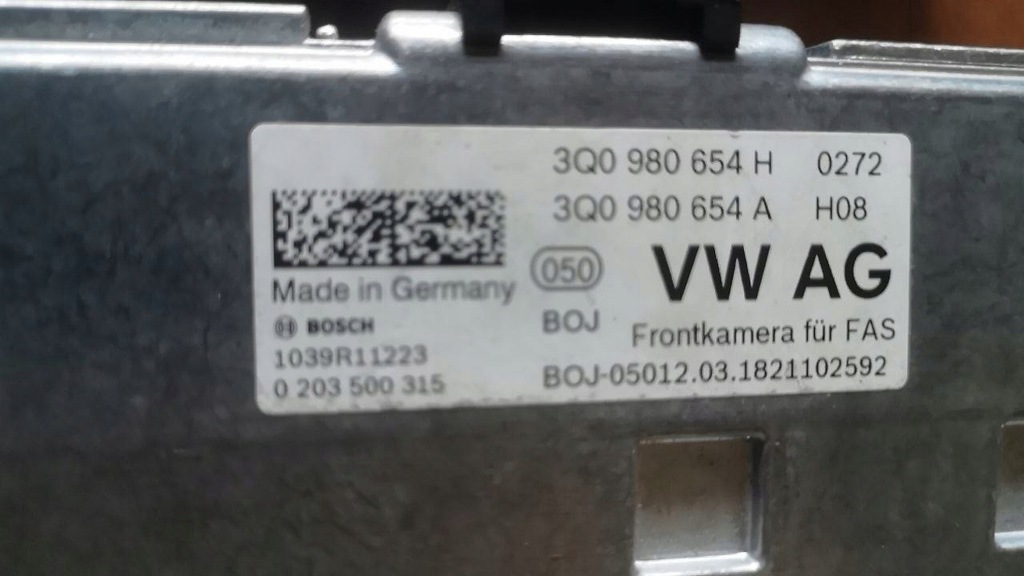 3Q0 980 654 H 0272
3Q0 980 654 A H08
050 VW AG
Made in Germany
BOJ Frontkamera für FAS
BOSCH
1039R11223
BOJ-05012.03.1821102592
0 203 500 315